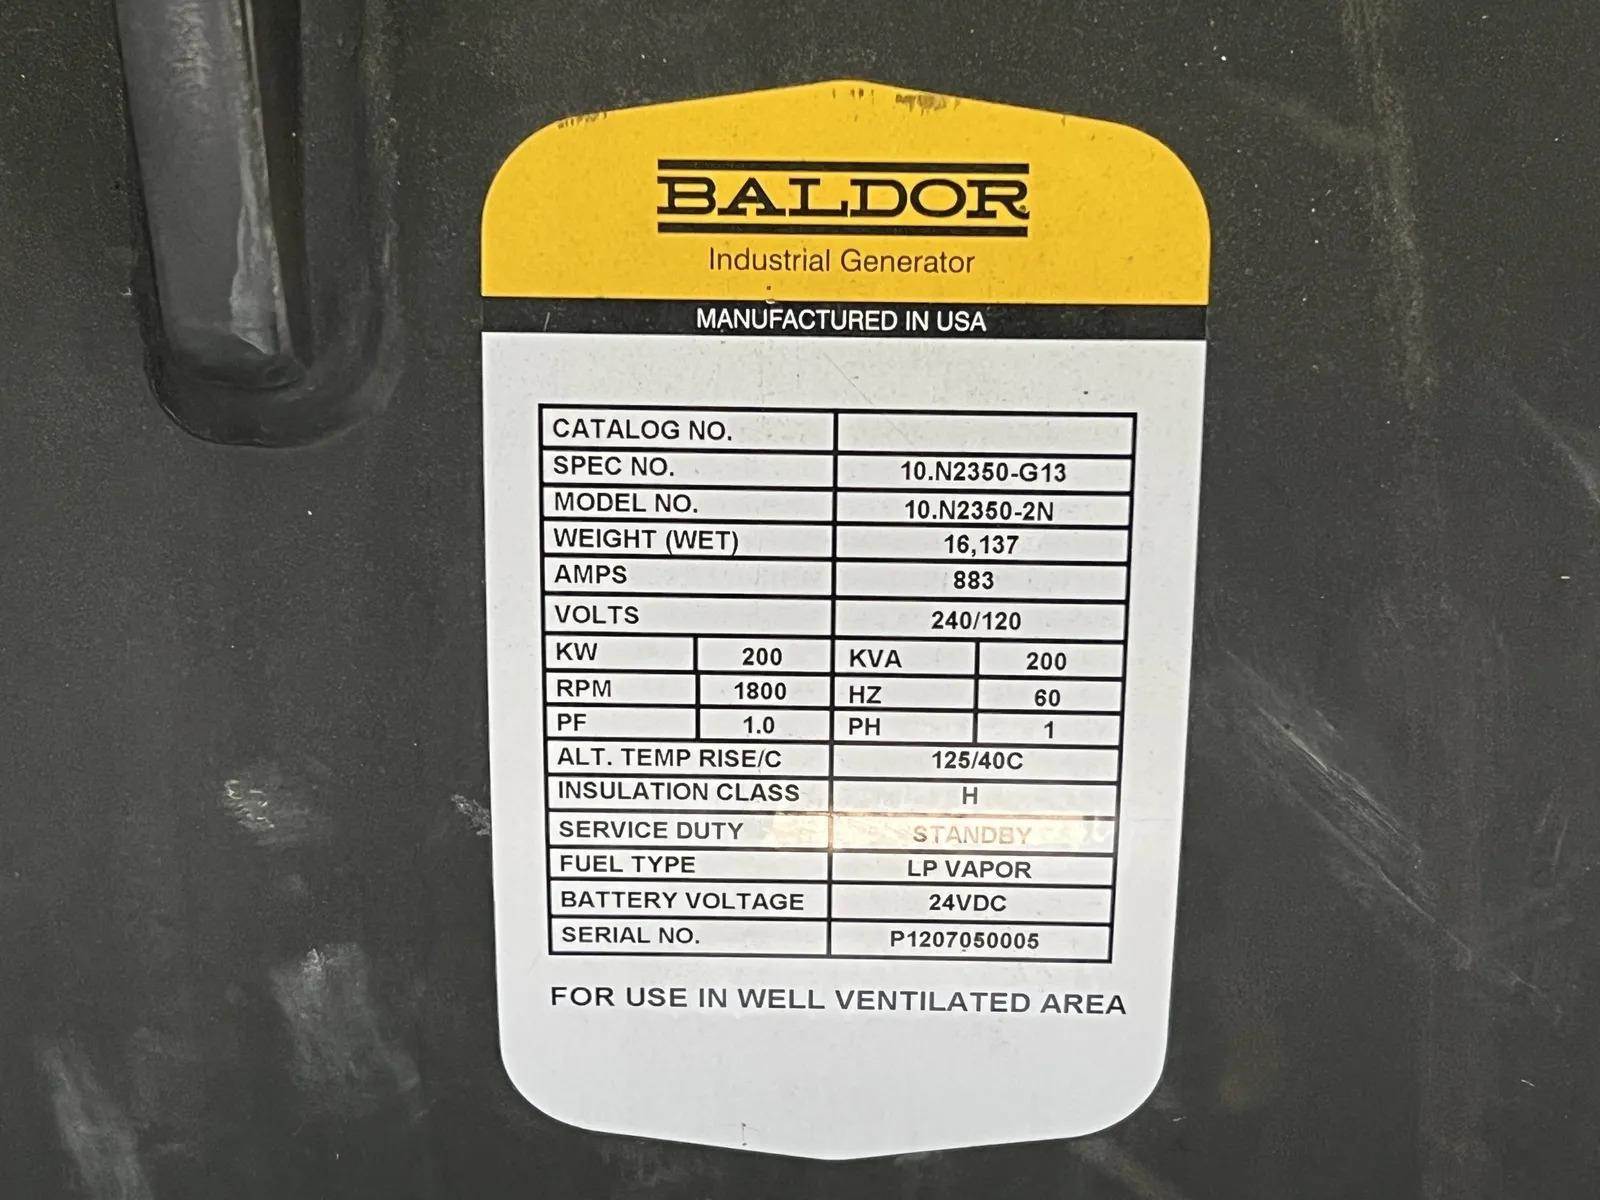 BALDOR
Industrial Generator
MANUFACTURED IN USA
CATALOG NO.
SPEC NO. 10.N2350-G13
MODEL NO. 10.N2350-2N
WEIGHT (WET) 16,137
AMPS 883
VOLTS 240/120
KW 200 KVA 200
RPM 1800 HZ 60
PF 1.0 PH 1
ALT. TEMP RISE/C 125/40C
INSULATION CLASS H
SERVICE DUTY STANDBY
FUEL TYPE LP VAPOR
BATTERY VOLTAGE 24VDC
SERIAL NO. P1207050005
FOR USE IN WELL VENTILATED AREA